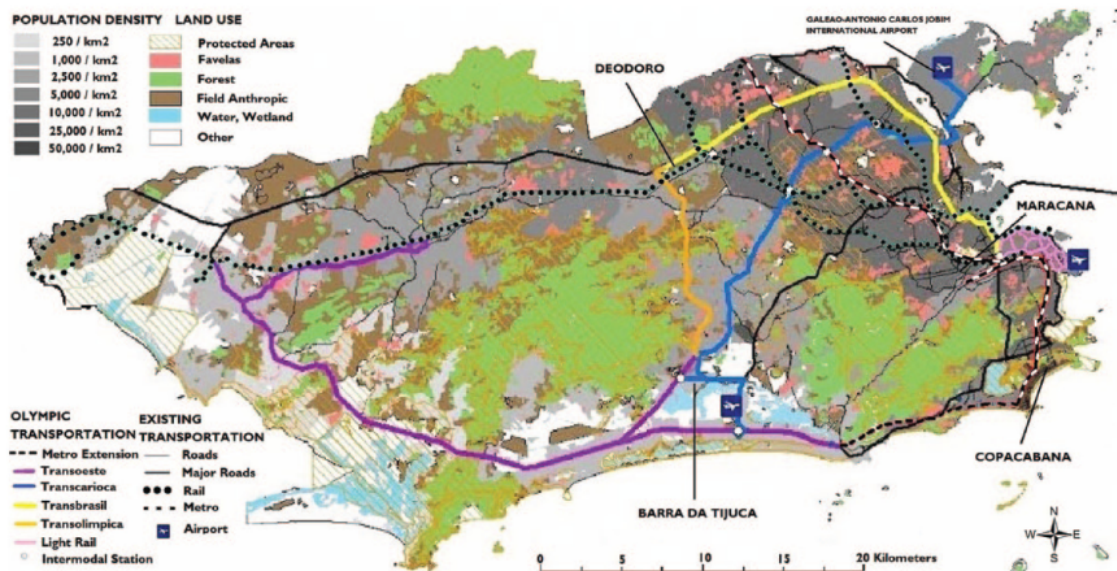 POPULATION DENSITY
250 / km2
1,000 / km2
2,500 / km2
5,000 / km2
10,000 / km2
25,000 / km2
50,000 / km2
LAND USE
Protected Areas
Favelas
Forest
Field Anthropic
Water, Wetland
Other
GALEAO-ANTONIO CARLOS JOBIM
INTERNATIONAL AIRPORT
DEODORO
MARACANA
COPACABANA
BARRA DA TIJUCA
OLYMPIC
TRANSPORTATION
Metro Extension
Transoeste
Transcarioca
Transbrasil
Transolimpica
Light Rail
Intermodal Station
EXISTING
TRANSPORTATION
Roads
Major Roads
Rail
Metro
Airport
0 5 10 20 Kilometers
N
W E
S